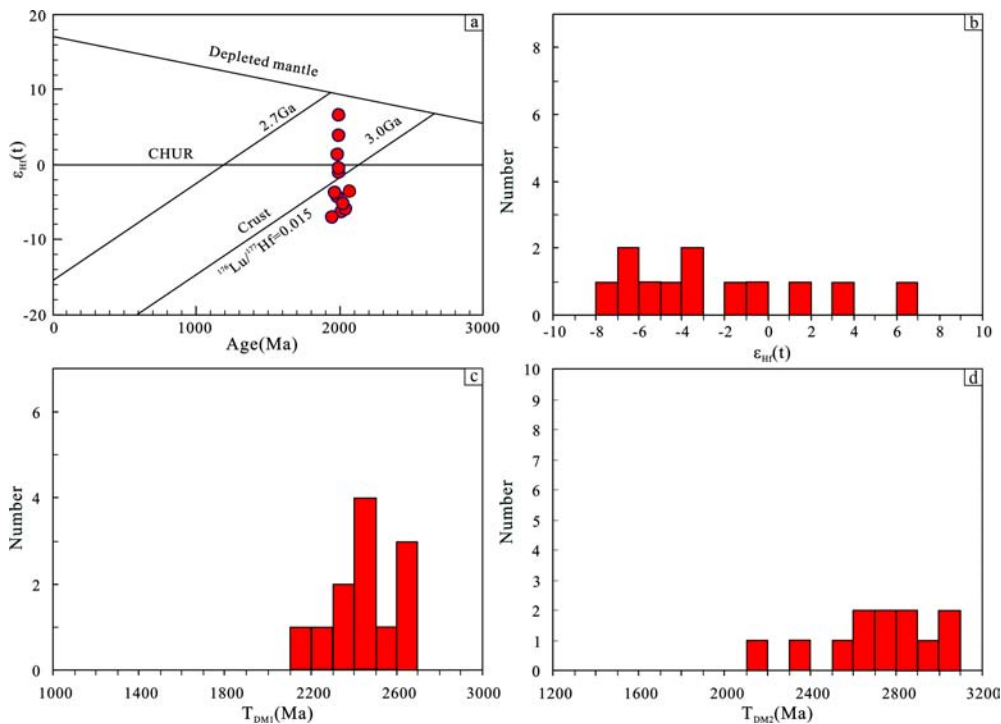 a
20
10
0
-10
-20
εHf(t)
Depleted mantle
2.7Ga
3.0Ga
CHUR
Crust
¹⁷⁶Lu/¹⁷⁷Hf=0.015
0
1000
2000
3000
Age(Ma)
b
8
6
4
2
0
Number
-10 -8 -6 -4 -2 0 2 4 6 8 10
εHf(t)
c
6
4
2
0
Number
1000 1400 1800 2200 2600 3000
TDM1(Ma)
d
10
9
8
7
6
5
4
3
2
1
0
Number
1200 1600 2000 2400 2800 3200
TDM2(Ma)